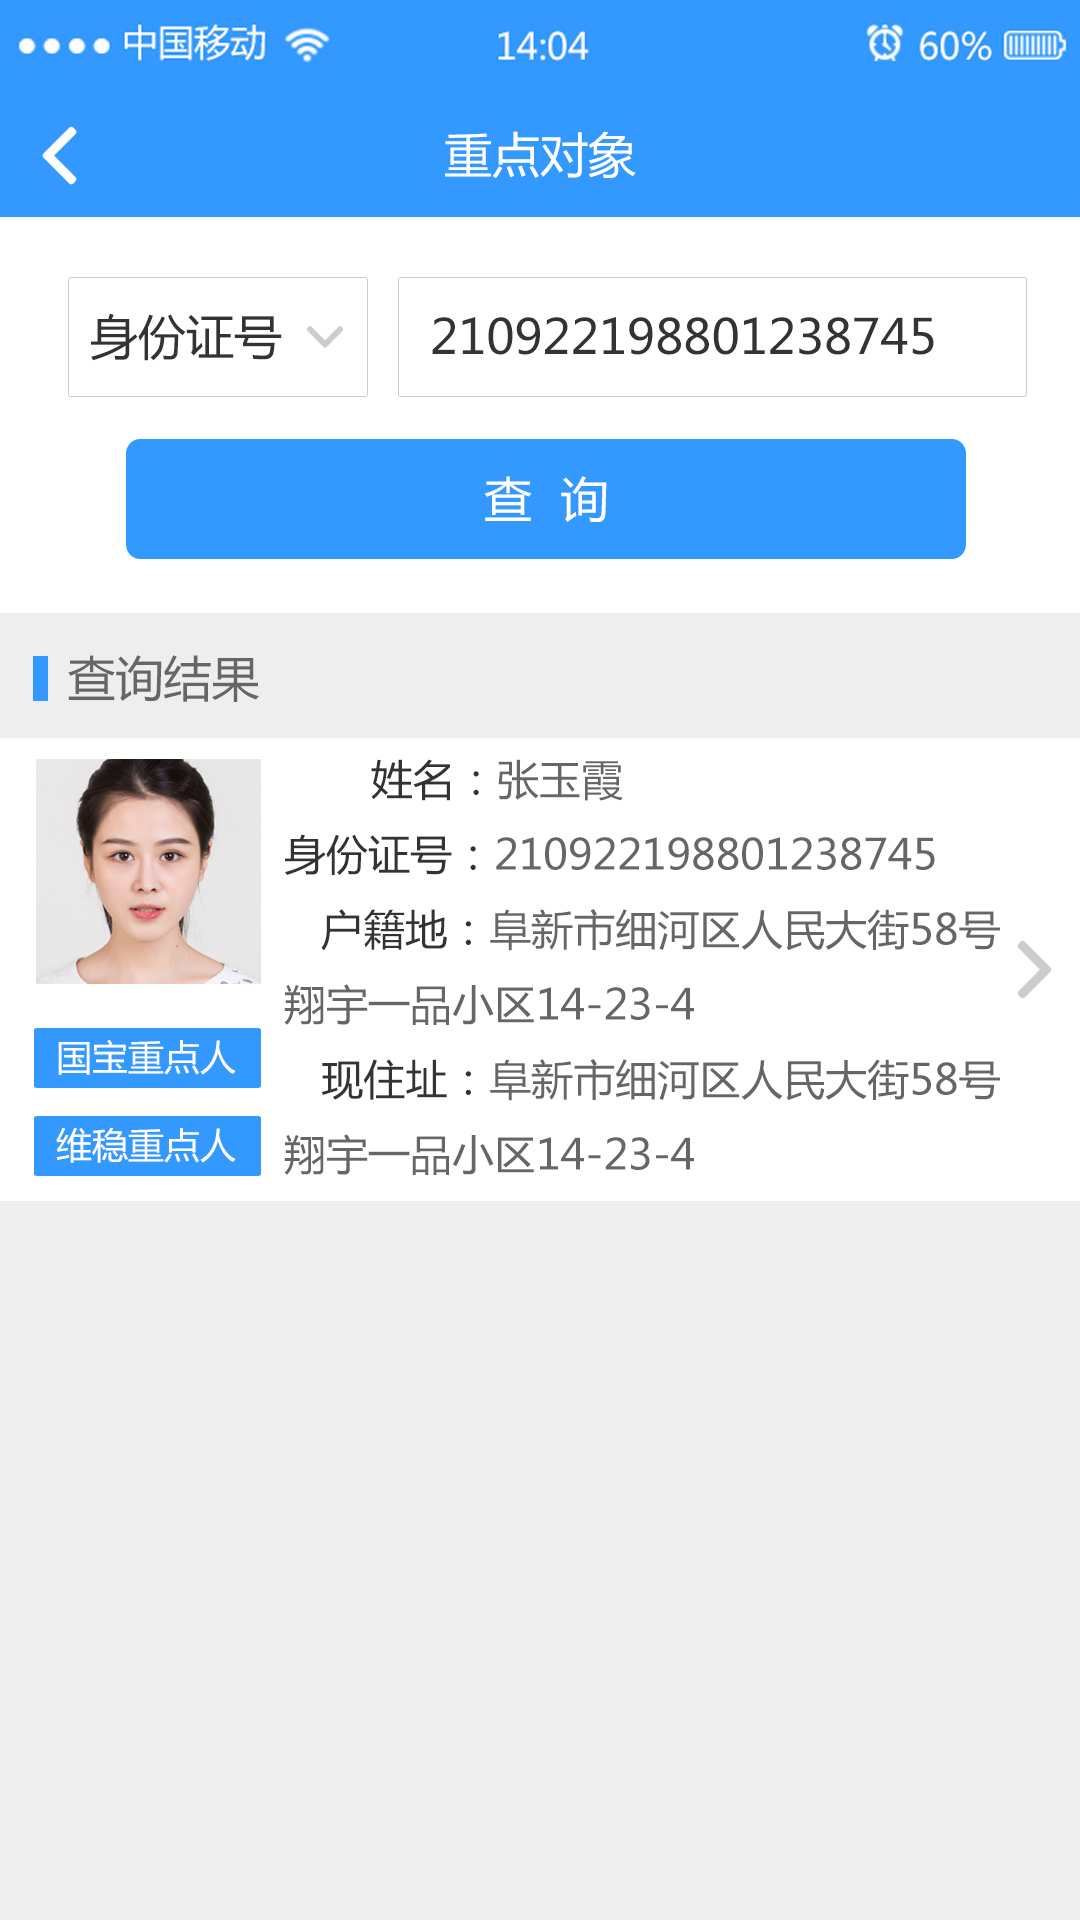 中国移动 14:04 60%
重点对象
身份证号 210922198801238745
查 询
查询结果
姓名：张玉霞
身份证号：210922198801238745
户籍地：阜新市细河区人民大街58号
翔宇一品小区14-23-4
现住址：阜新市细河区人民大街58号
翔宇一品小区14-23-4
国宝重点人
维稳重点人